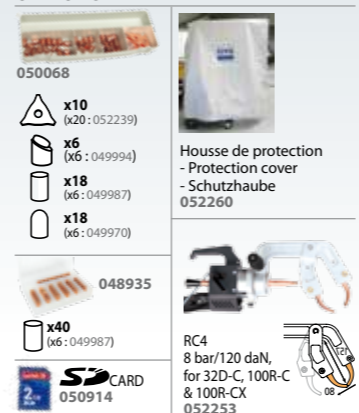 050068
x10
(x20 : 052239)
x6
(x6 : 049994)
x18
(x6 : 049987)
x18
(x6 : 049970)
048935
x40
(x6 : 049987)
SD CARD
050914
Housse de protection
- Protection cover
- Schutzhaube
052260
RC4
8 bar/120 daN,
for 32D-C, 100R-C
& 100R-CX
052253